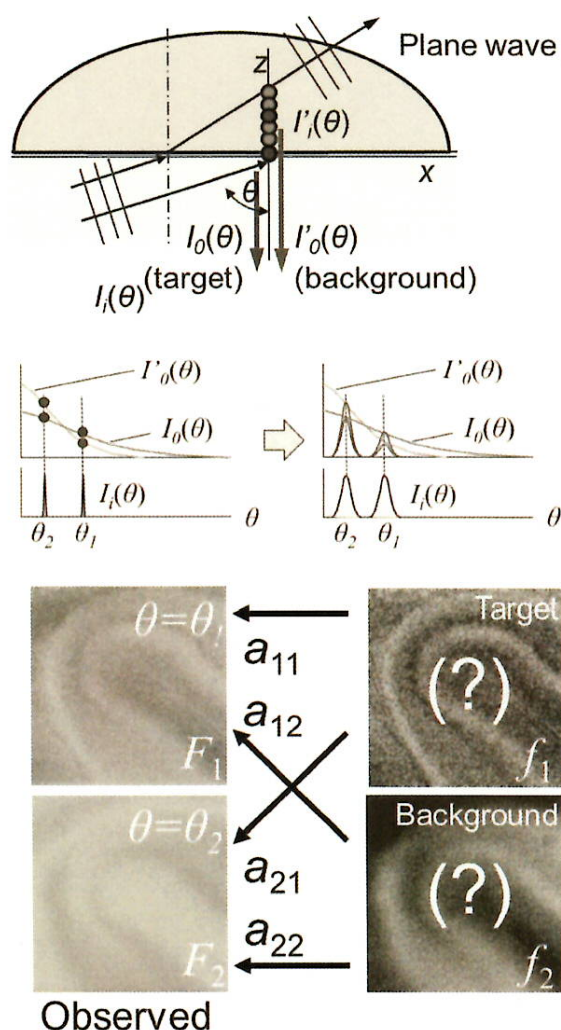 Plane wave
z
I'i(θ)
x
θ
I0(θ)
I'0(θ)
(target)
(background)
Ii(θ)
I'0(θ)
I0(θ)
Ii(θ)
θ
θ2
θ1
I'0(θ)
I0(θ)
Ii(θ)
θ
θ2
θ1
θ=θ1
a11
a12
F1
Target
(?)
f1
θ=θ2
a21
a22
F2
Background
(?)
f2
Observed